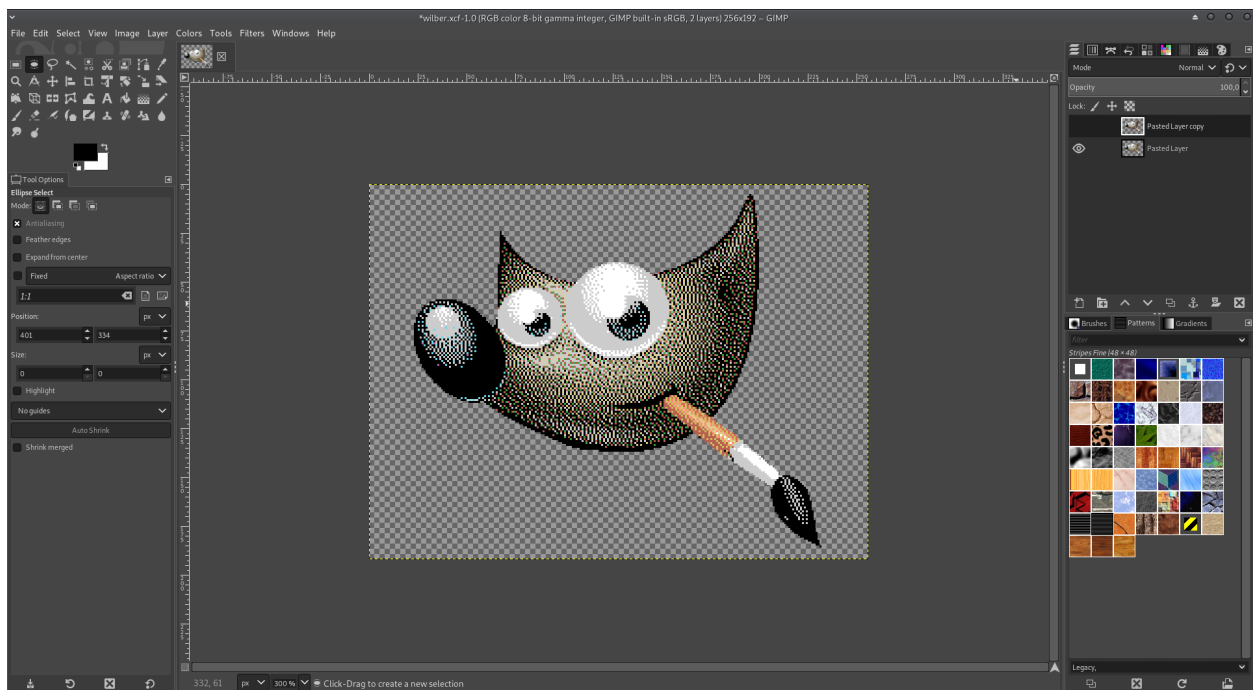 *wilber.xcf-1.0 (RGB color 8-bit gamma integer, GIMP built-in sRGB, 2 layers) 256x192 – GIMP
File Edit Select View Image Layer Colors Tools Filters Windows Help
Tool Options
Ellipse Select
Mode:
Antialiasing
Feather edges
Expand from center
Fixed Aspect ratio
1:1
Position: px
401 334
Size: px
0 0
Highlight
No guides
Auto Shrink
Shrink merged
332, 61 px 300 % Click-Drag to create a new selection
Mode Normal
Opacity 100,0
Lock:
Pasted Layer copy
Pasted Layer
Brushes Patterns Gradients
filter
Stripes Fine (48 × 48)
Legacy,